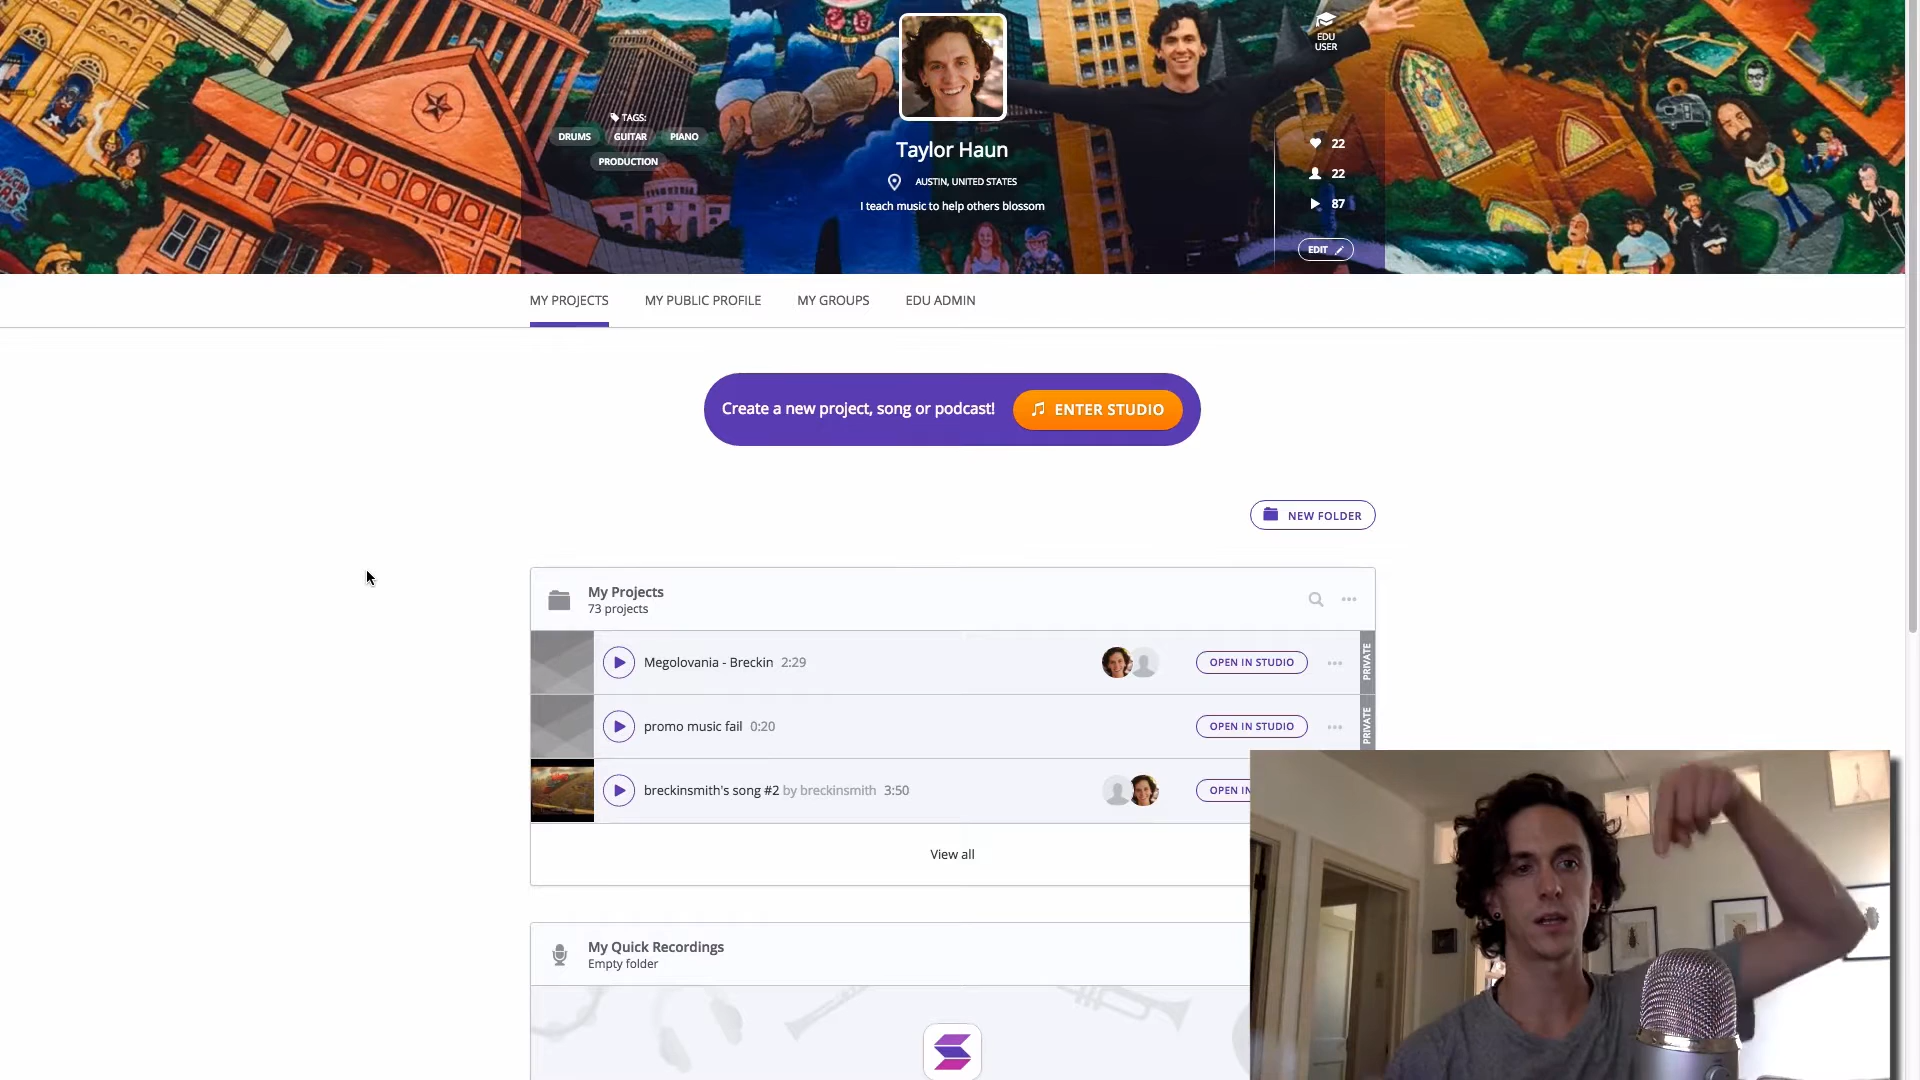 EDU
USER
TAGS:
DRUMS GUITAR PIANO
PRODUCTION
Taylor Haun
AUSTIN, UNITED STATES
I teach music to help others blossom
22
22
87
EDIT
MY PROJECTS MY PUBLIC PROFILE MY GROUPS EDU ADMIN
Create a new project, song or podcast! ENTER STUDIO
NEW FOLDER
My Projects
73 projects
Megolovania - Breckin 2:29 OPEN IN STUDIO PRIVATE
promo music fail 0:20 OPEN IN STUDIO PRIVATE
breckinsmith's song #2 by breckinsmith 3:50 OPEN IN
View all
My Quick Recordings
Empty folder